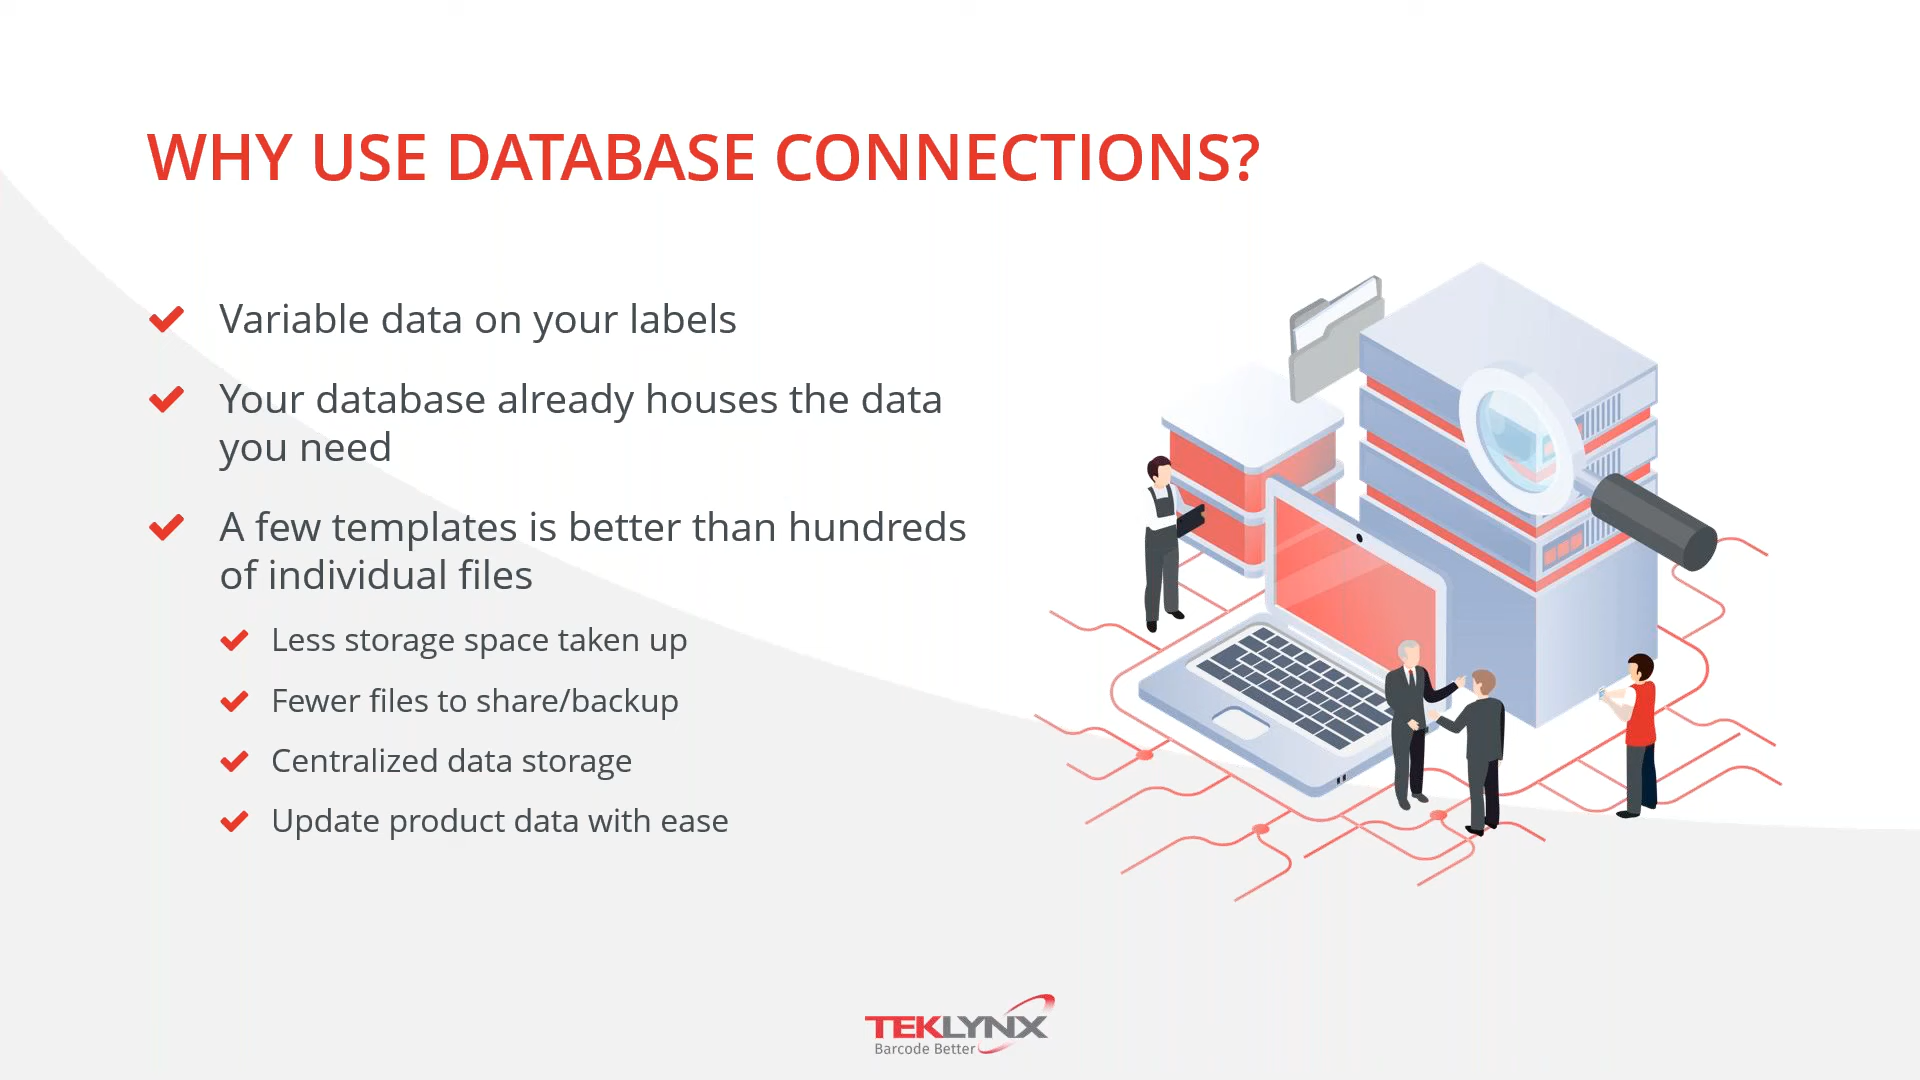 WHY USE DATABASE CONNECTIONS?
Variable data on your labels
Your database already houses the data
you need
A few templates is better than hundreds
of individual files
Less storage space taken up
Fewer files to share/backup
Centralized data storage
Update product data with ease
TEKLYNX
Barcode Better